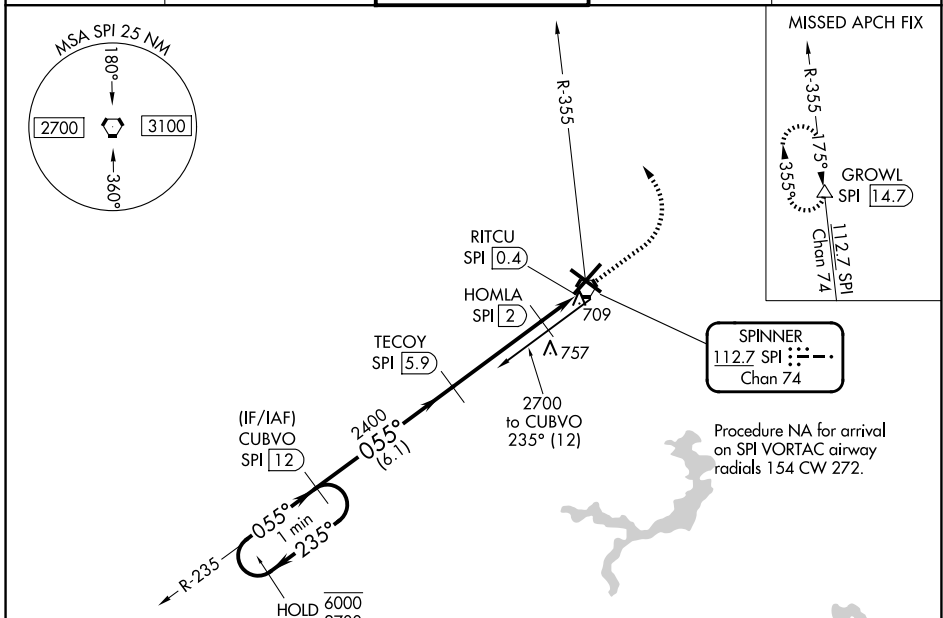 MSA SPI 25 NM
180°
2700
3100
360°
MISSED APCH FIX
R-355
175°
355°
GROWL
SPI 14.7
112.7 SPI
Chan 74
R-355
RITCU
SPI 0.4
HOMLA
SPI 2
709
757
TECOY
SPI 5.9
SPINNER
112.7 SPI
Chan 74
2700
to CUBVO
235° (12)
(IF/IAF)
CUBVO
SPI 12
2400
055°
(6.1)
Procedure NA for arrival
on SPI VORTAC airway
radials 154 CW 272.
055°
1 min
235°
R-235
HOLD 6000